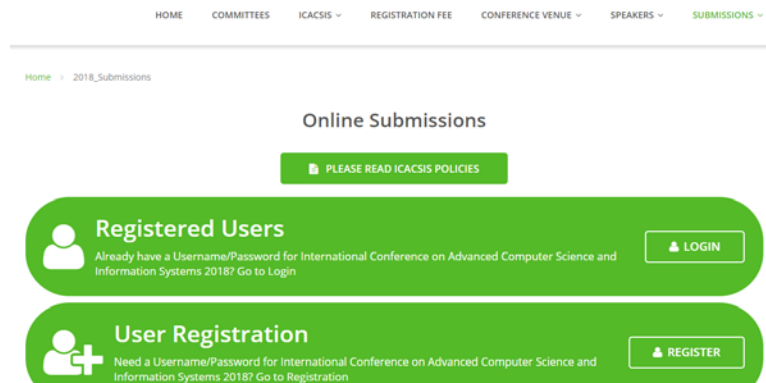 HOME COMMITTEES ICACSIS REGISTRATION FEE CONFERENCE VENUE SPEAKERS SUBMISSIONS
Home > 2018_Submissions
Online Submissions
PLEASE READ ICACSIS POLICIES
Registered Users
Already have a Username/Password for International Conference on Advanced Computer Science and
Information Systems 2018? Go to Login
LOGIN
User Registration
Need a Username/Password for International Conference on Advanced Computer Science and
Information Systems 2018? Go to Registration
REGISTER